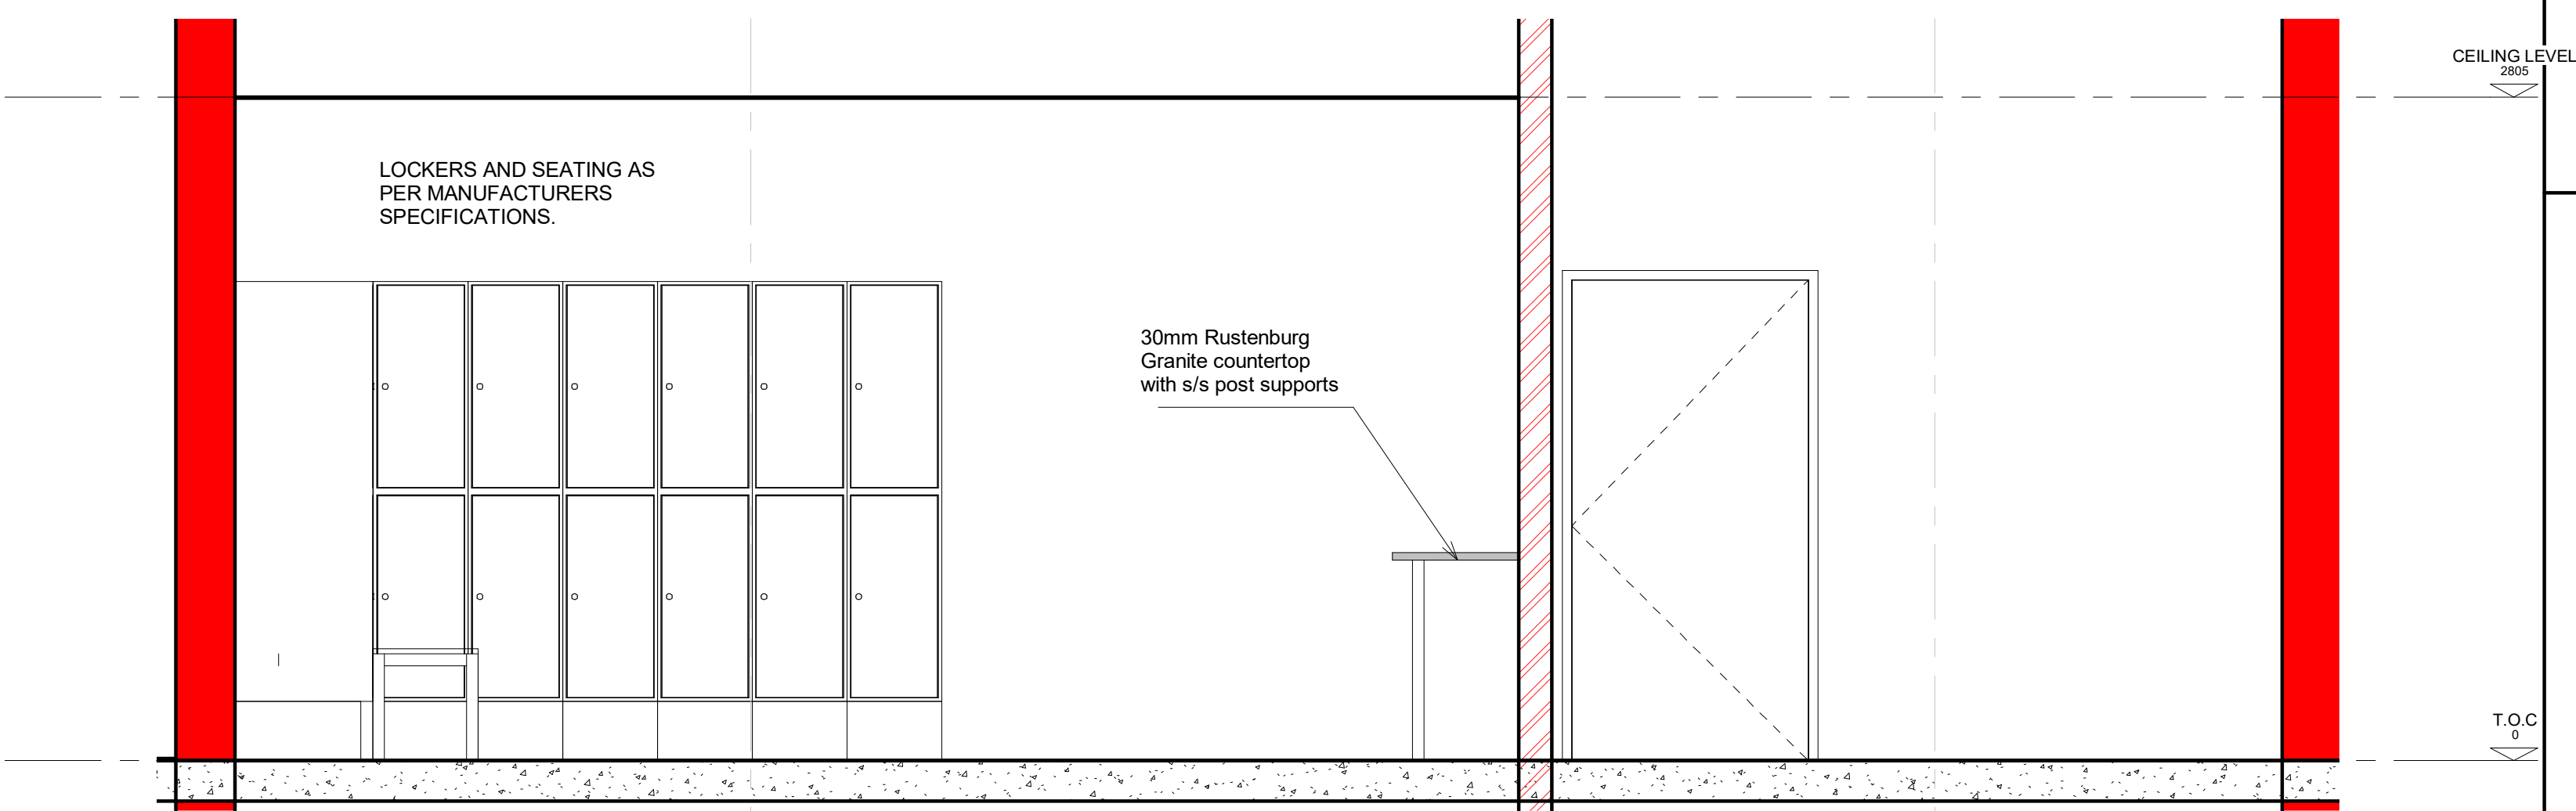 CEILING LEVEL
2805
LOCKERS AND SEATING AS
PER MANUFACTURERS
SPECIFICATIONS.
30mm Rustenburg
Granite countertop
with s/s post supports
T.O.C
0